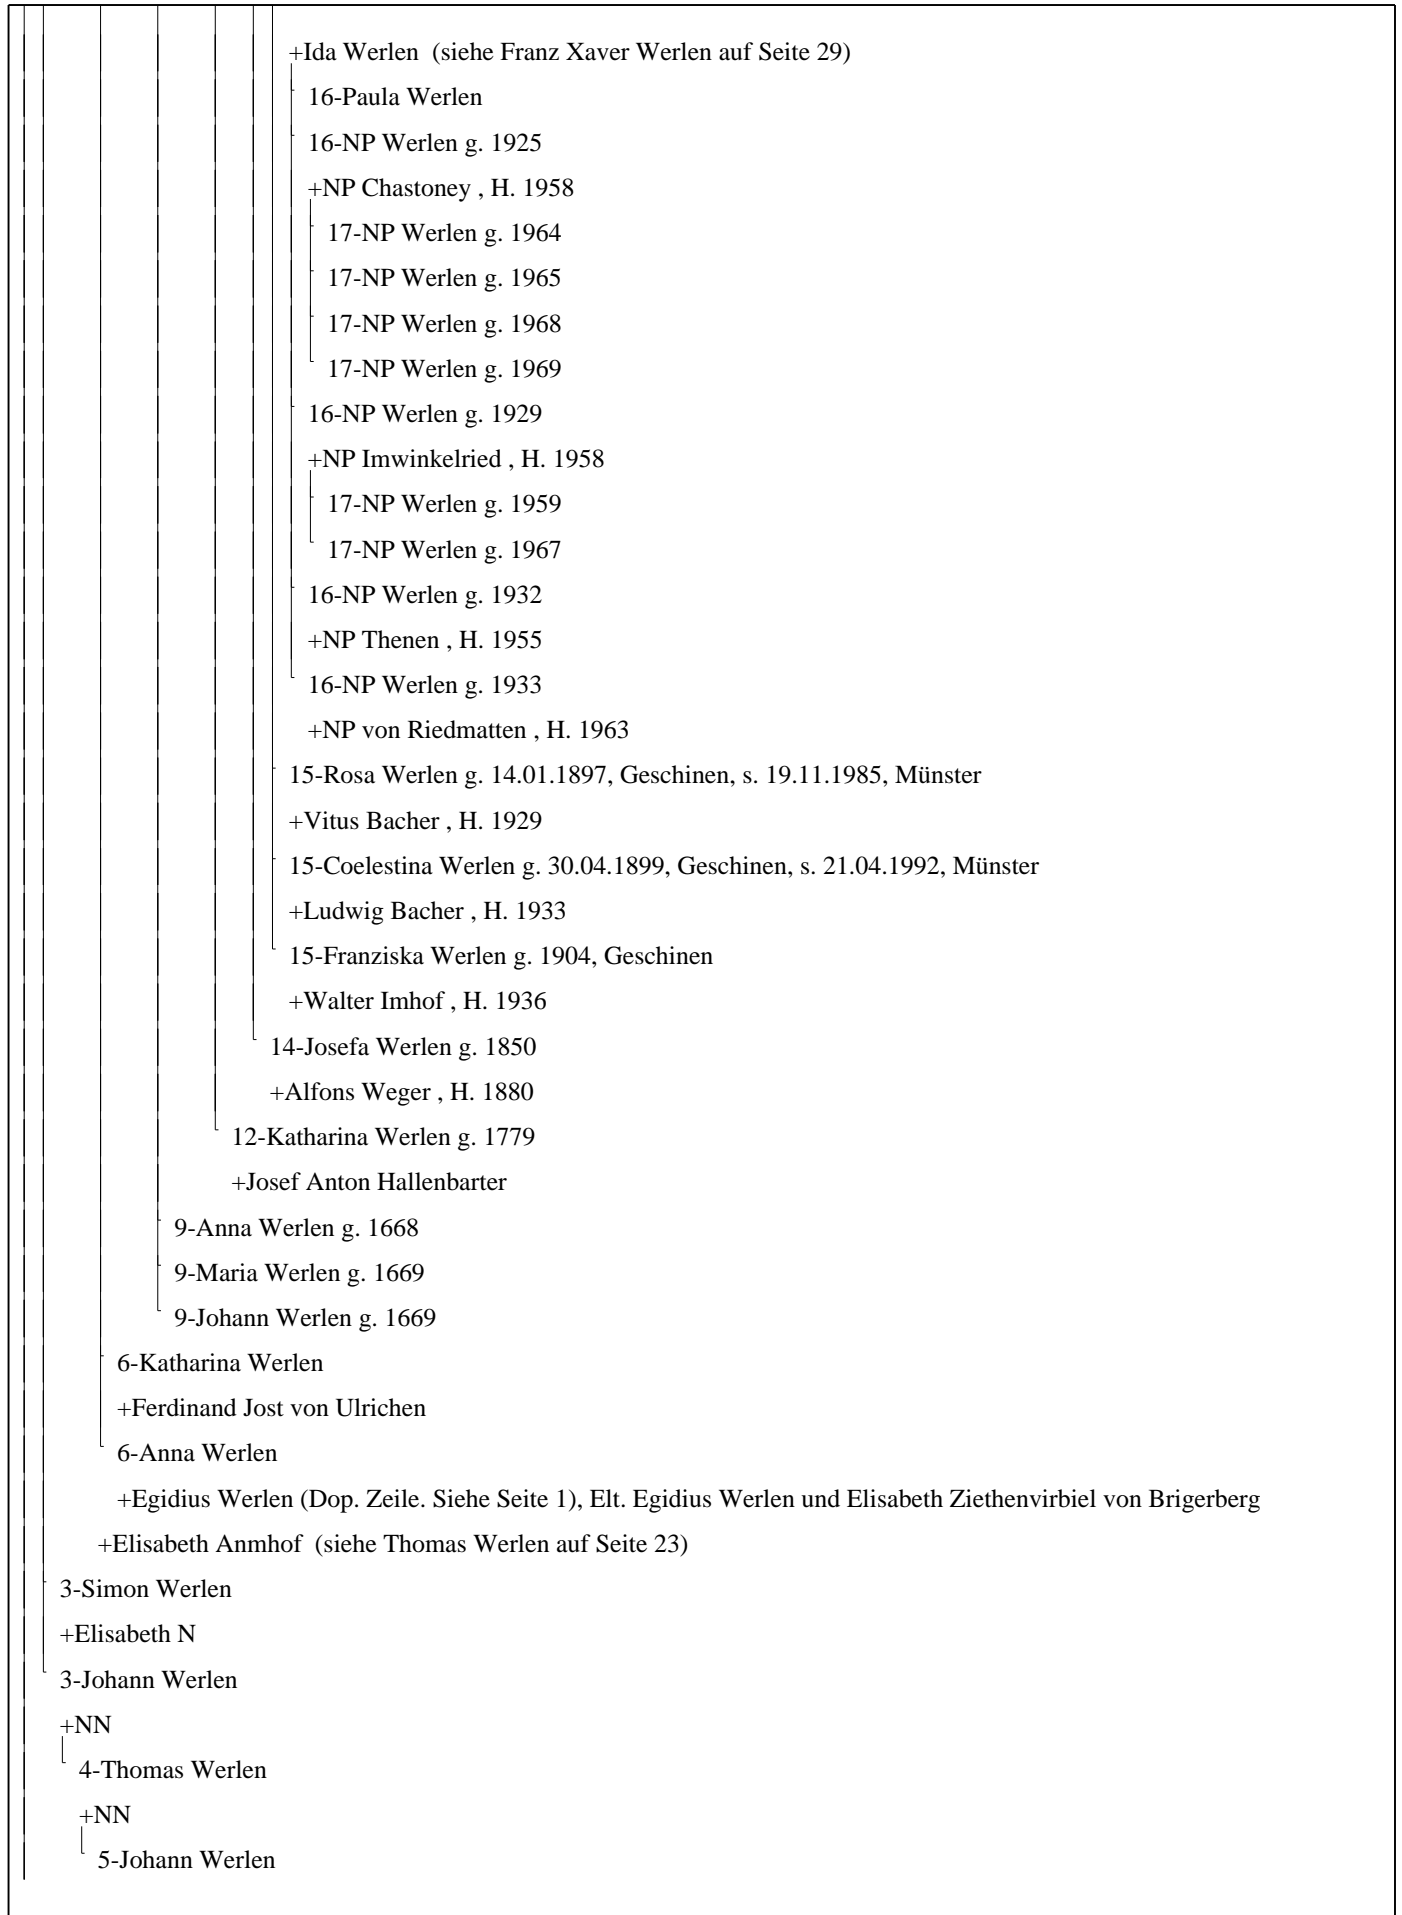 +Ida Werlen  (siehe Franz Xaver Werlen auf Seite 29)
16-Paula Werlen
16-NP Werlen g. 1925
+NP Chastoney , H. 1958
17-NP Werlen g. 1964
17-NP Werlen g. 1965
17-NP Werlen g. 1968
17-NP Werlen g. 1969
16-NP Werlen g. 1929
+NP Imwinkelried , H. 1958
17-NP Werlen g. 1959
17-NP Werlen g. 1967
16-NP Werlen g. 1932
+NP Thenen , H. 1955
16-NP Werlen g. 1933
+NP von Riedmatten , H. 1963
15-Rosa Werlen g. 14.01.1897, Geschinen, s. 19.11.1985, Münster
+Vitus Bacher , H. 1929
15-Coelestina Werlen g. 30.04.1899, Geschinen, s. 21.04.1992, Münster
+Ludwig Bacher , H. 1933
15-Franziska Werlen g. 1904, Geschinen
+Walter Imhof , H. 1936
14-Josefa Werlen g. 1850
+Alfons Weger , H. 1880
12-Katharina Werlen g. 1779
+Josef Anton Hallenbarter
9-Anna Werlen g. 1668
9-Maria Werlen g. 1669
9-Johann Werlen g. 1669
6-Katharina Werlen
+Ferdinand Jost von Ulrichen
6-Anna Werlen
+Egidius Werlen (Dop. Zeile. Siehe Seite 1), Elt. Egidius Werlen und Elisabeth Ziethenvirbiel von Brigerberg
+Elisabeth Anmhof  (siehe Thomas Werlen auf Seite 23)
3-Simon Werlen
+Elisabeth N
3-Johann Werlen
+NN
4-Thomas Werlen
+NN
5-Johann Werlen